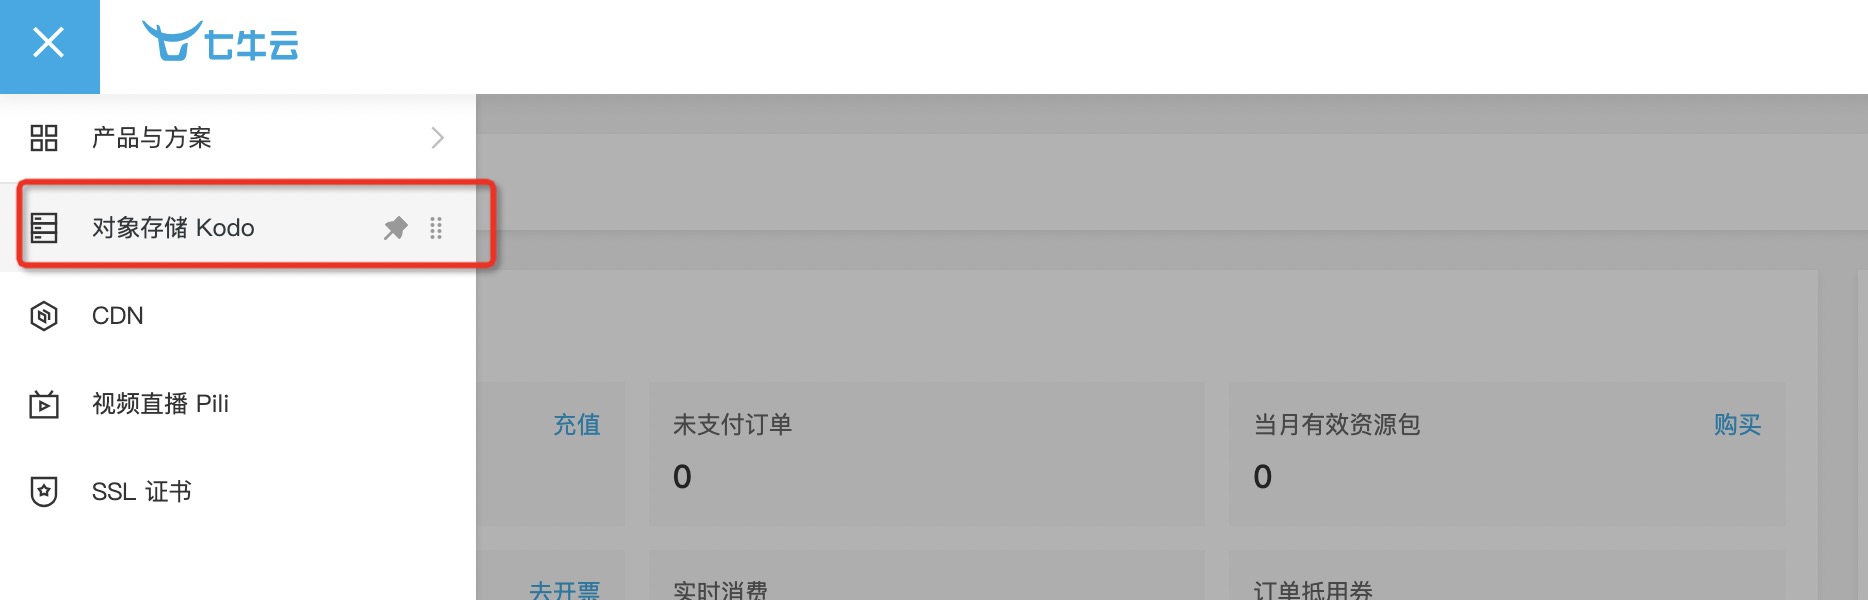 七牛云
产品与方案
对象存储 Kodo
CDN
视频直播 Pili
SSL 证书
充值
未支付订单
0
当月有效资源包
购买
0
去开票
实时消费
订单抵用券